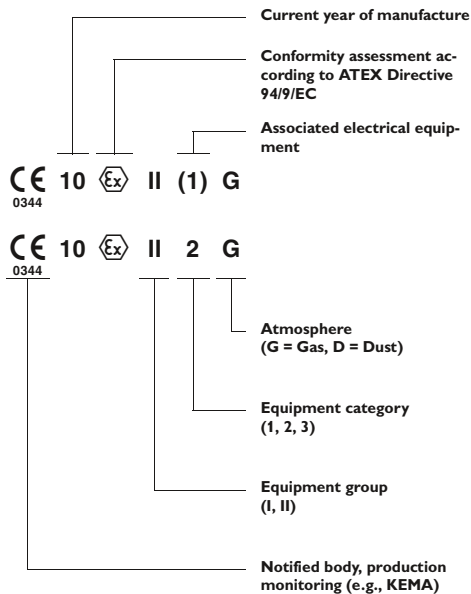 Current year of manufacture
Conformity assessment ac-
cording to ATEX Directive
94/9/EC
Associated electrical equip-
ment
CE 10 Ex II (1) G
0344
CE 10 Ex II 2 G
0344
Atmosphere
(G = Gas, D = Dust)
Equipment category
(1, 2, 3)
Equipment group
(I, II)
Notified body, production
monitoring (e.g., KEMA)